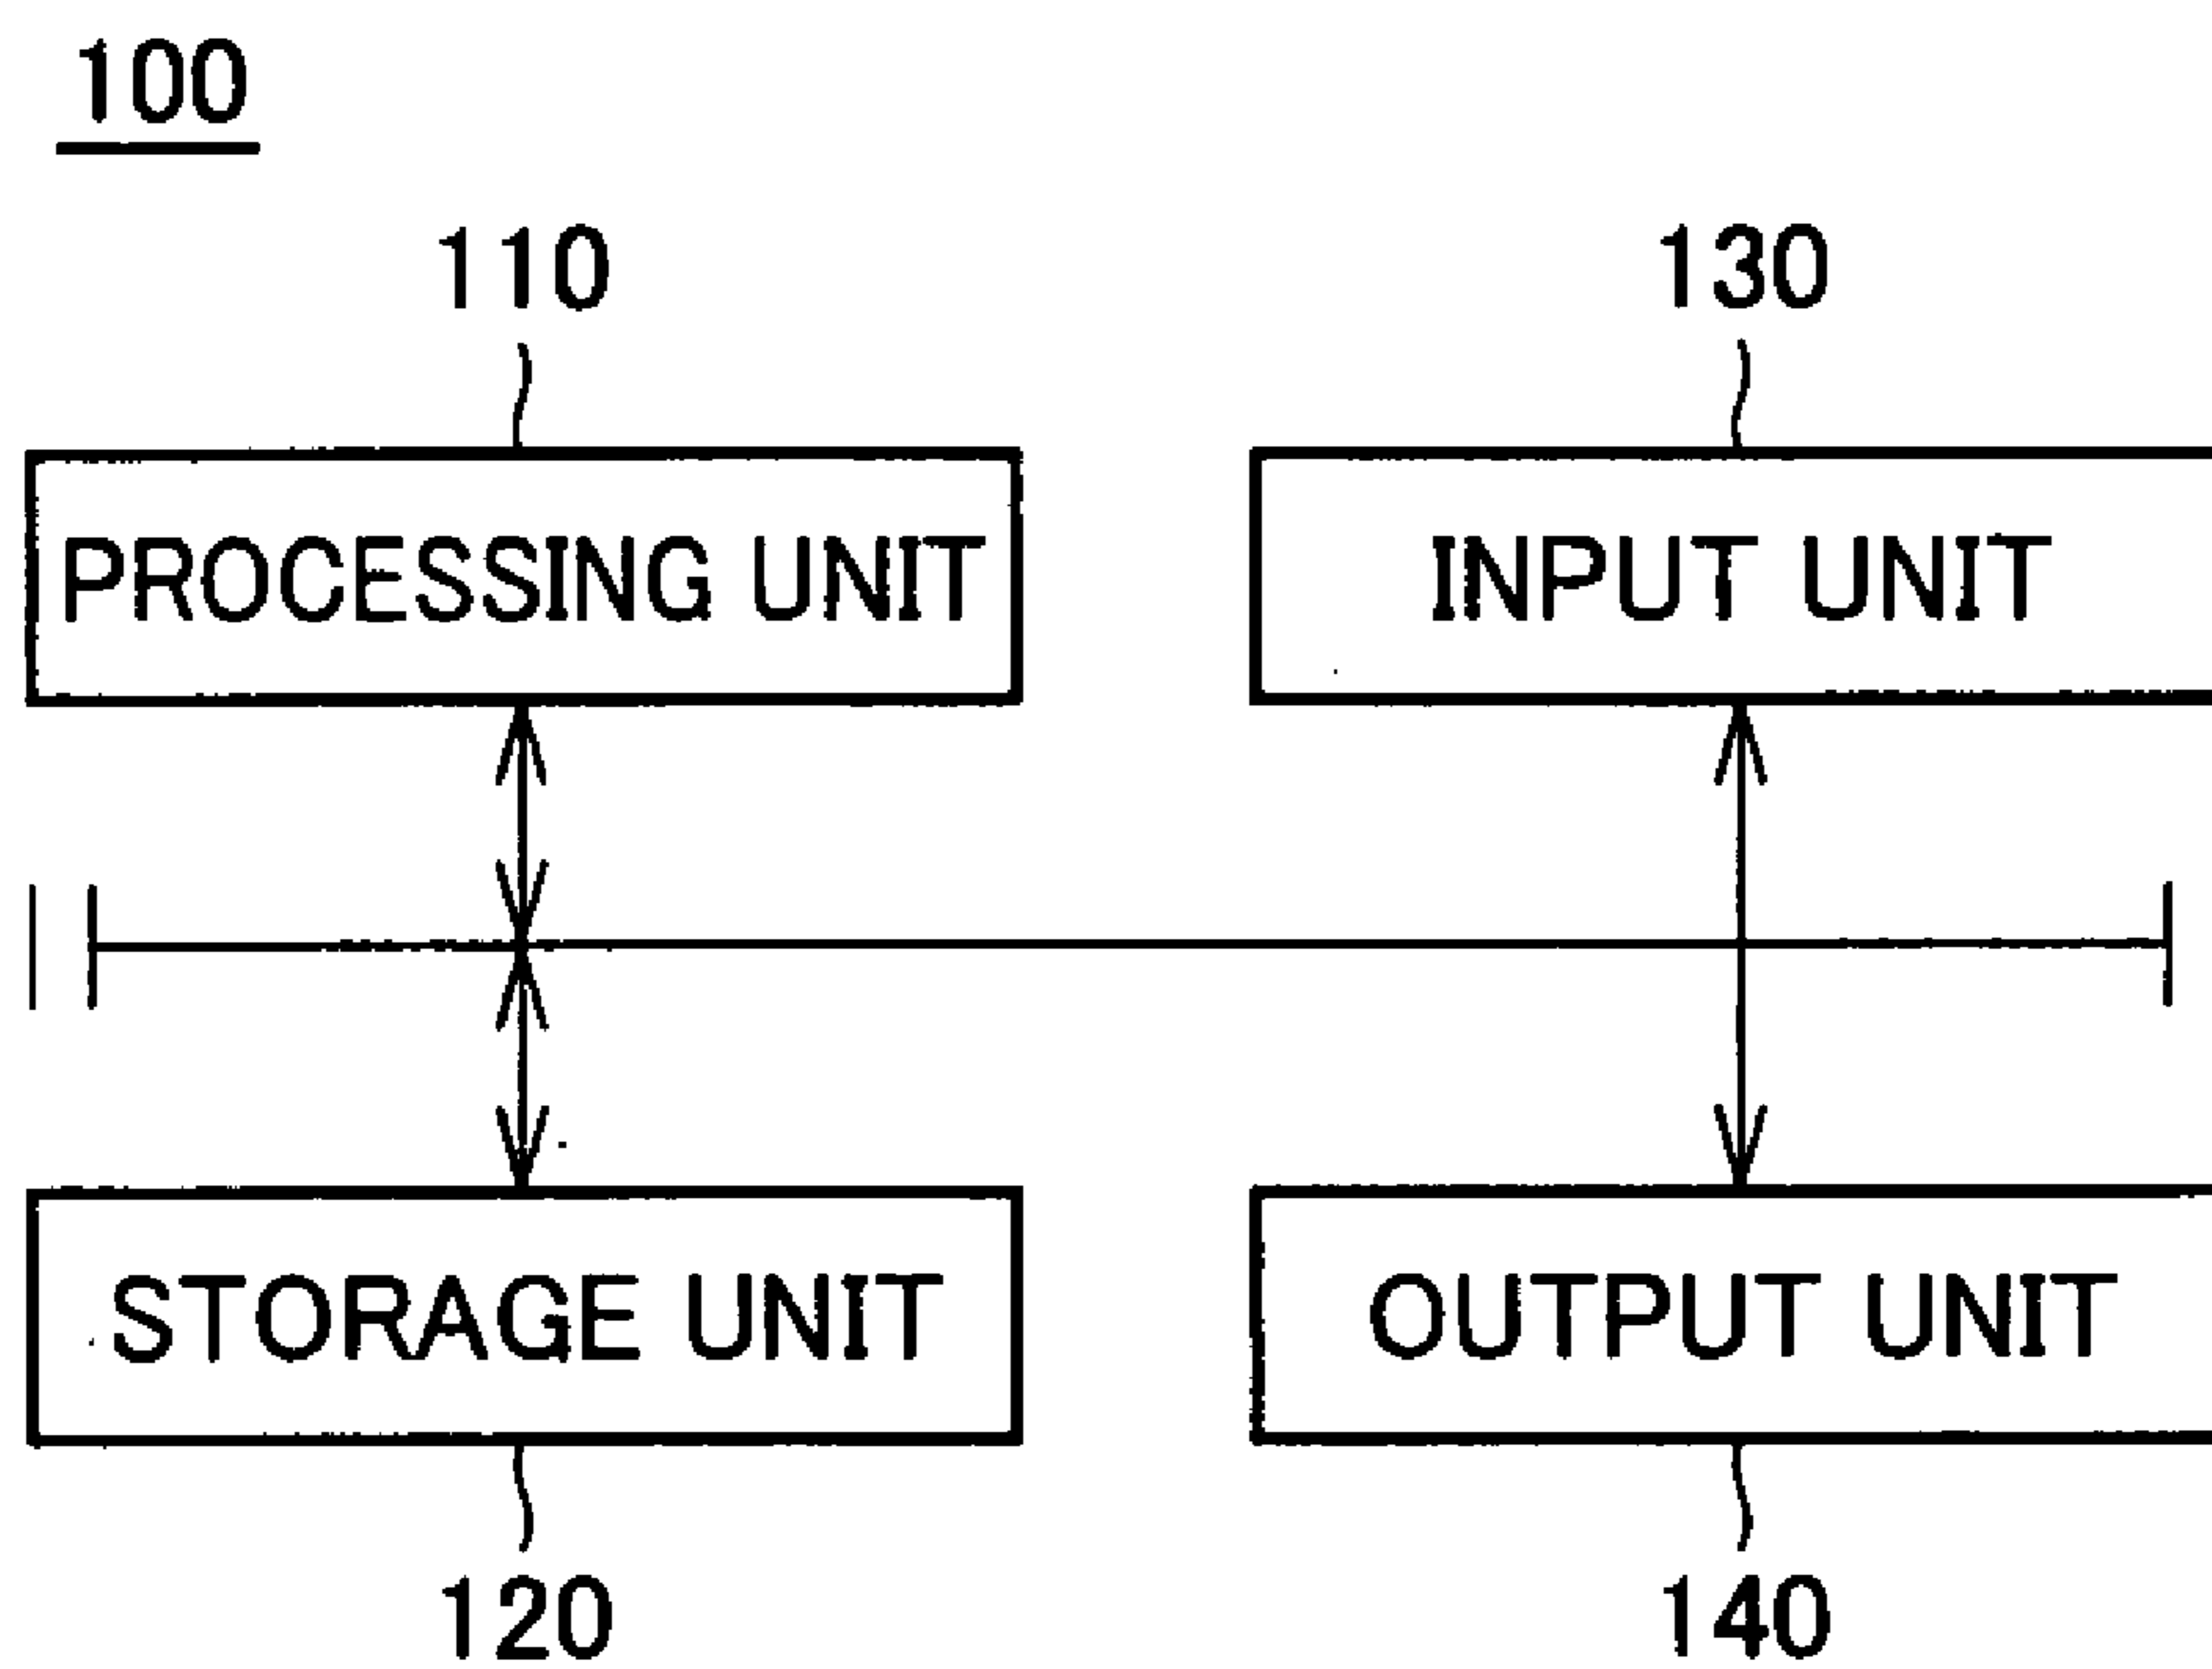 100
110
130
PROCESSING UNIT
INPUT UNIT
STORAGE UNIT
OUTPUT UNIT
120
140